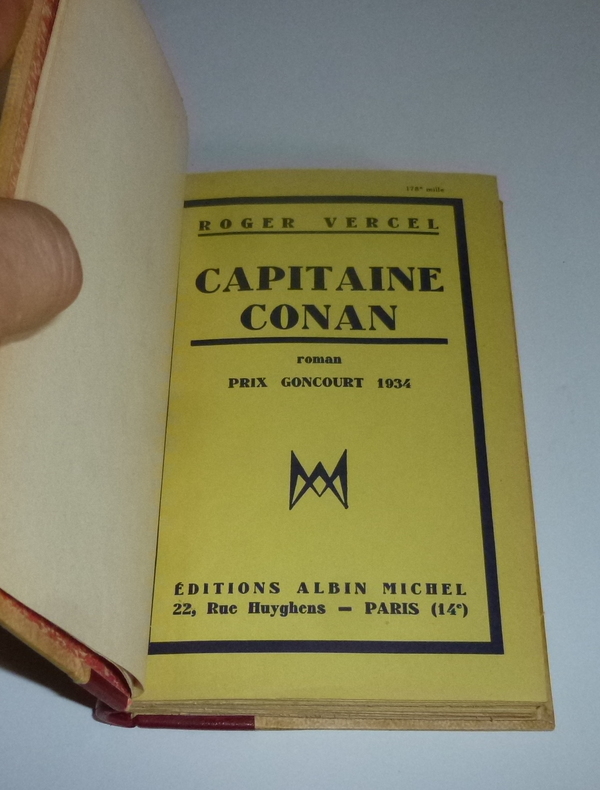 178e mille
ROGER VERCEL
CAPITAINE
CONAN
roman
PRIX GONCOURT 1934
ÉDITIONS ALBIN MICHEL
22, Rue Huyghens — PARIS (14e)